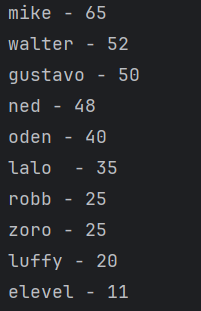 mike - 65
walter - 52
gustavo - 50
ned - 48
oden - 40
lalo  - 35
robb - 25
zoro - 25
luffy - 20
elevel - 11